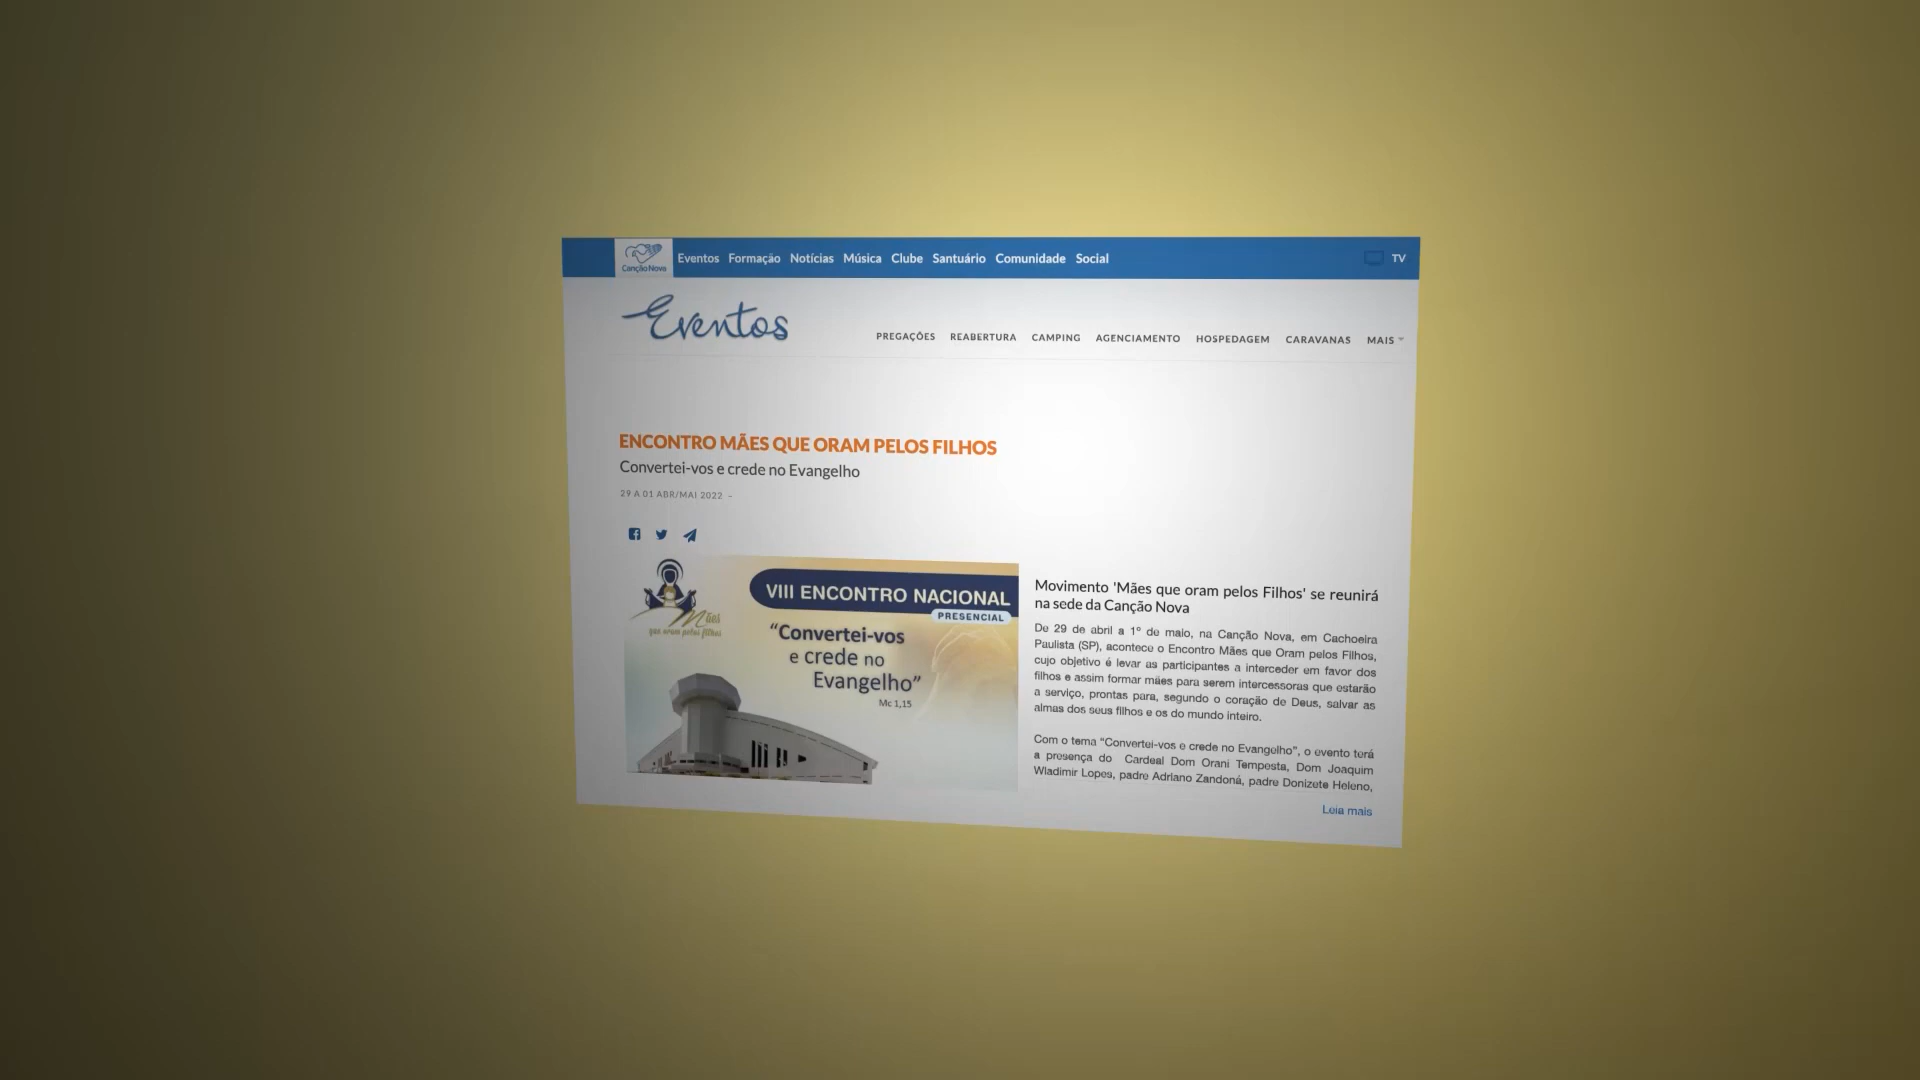 Canção Nova
Eventos Formação Notícias Música Clube Santuário Comunidade Social TV
Eventos
PREGAÇÕES REABERTURA CAMPING AGENCIAMENTO HOSPEDAGEM CARAVANAS MAIS
ENCONTRO MÃES QUE ORAM PELOS FILHOS
Convertei-vos e crede no Evangelho
29 A 01 ABR/MAI 2022 –
Mães
que oram pelos filhos
VIII ENCONTRO NACIONAL
PRESENCIAL
“Convertei-vos
e crede no
Evangelho”
Mc 1,15
Movimento 'Mães que oram pelos Filhos' se reunirá
na sede da Canção Nova
De 29 de abril a 1º de maio, na Canção Nova, em Cachoeira
Paulista (SP), acontece o Encontro Mães que Oram pelos Filhos,
cujo objetivo é levar as participantes a interceder em favor dos
filhos e assim formar mães para serem intercessoras que estarão
a serviço, prontas para, segundo o coração de Deus, salvar as
almas dos seus filhos e os do mundo inteiro.
Com o tema “Convertei-vos e crede no Evangelho”, o evento terá
a presença do Cardeal Dom Orani Tempesta, Dom Joaquim
Wladimir Lopes, padre Adriano Zandoná, padre Donizete Heleno,
Leia mais